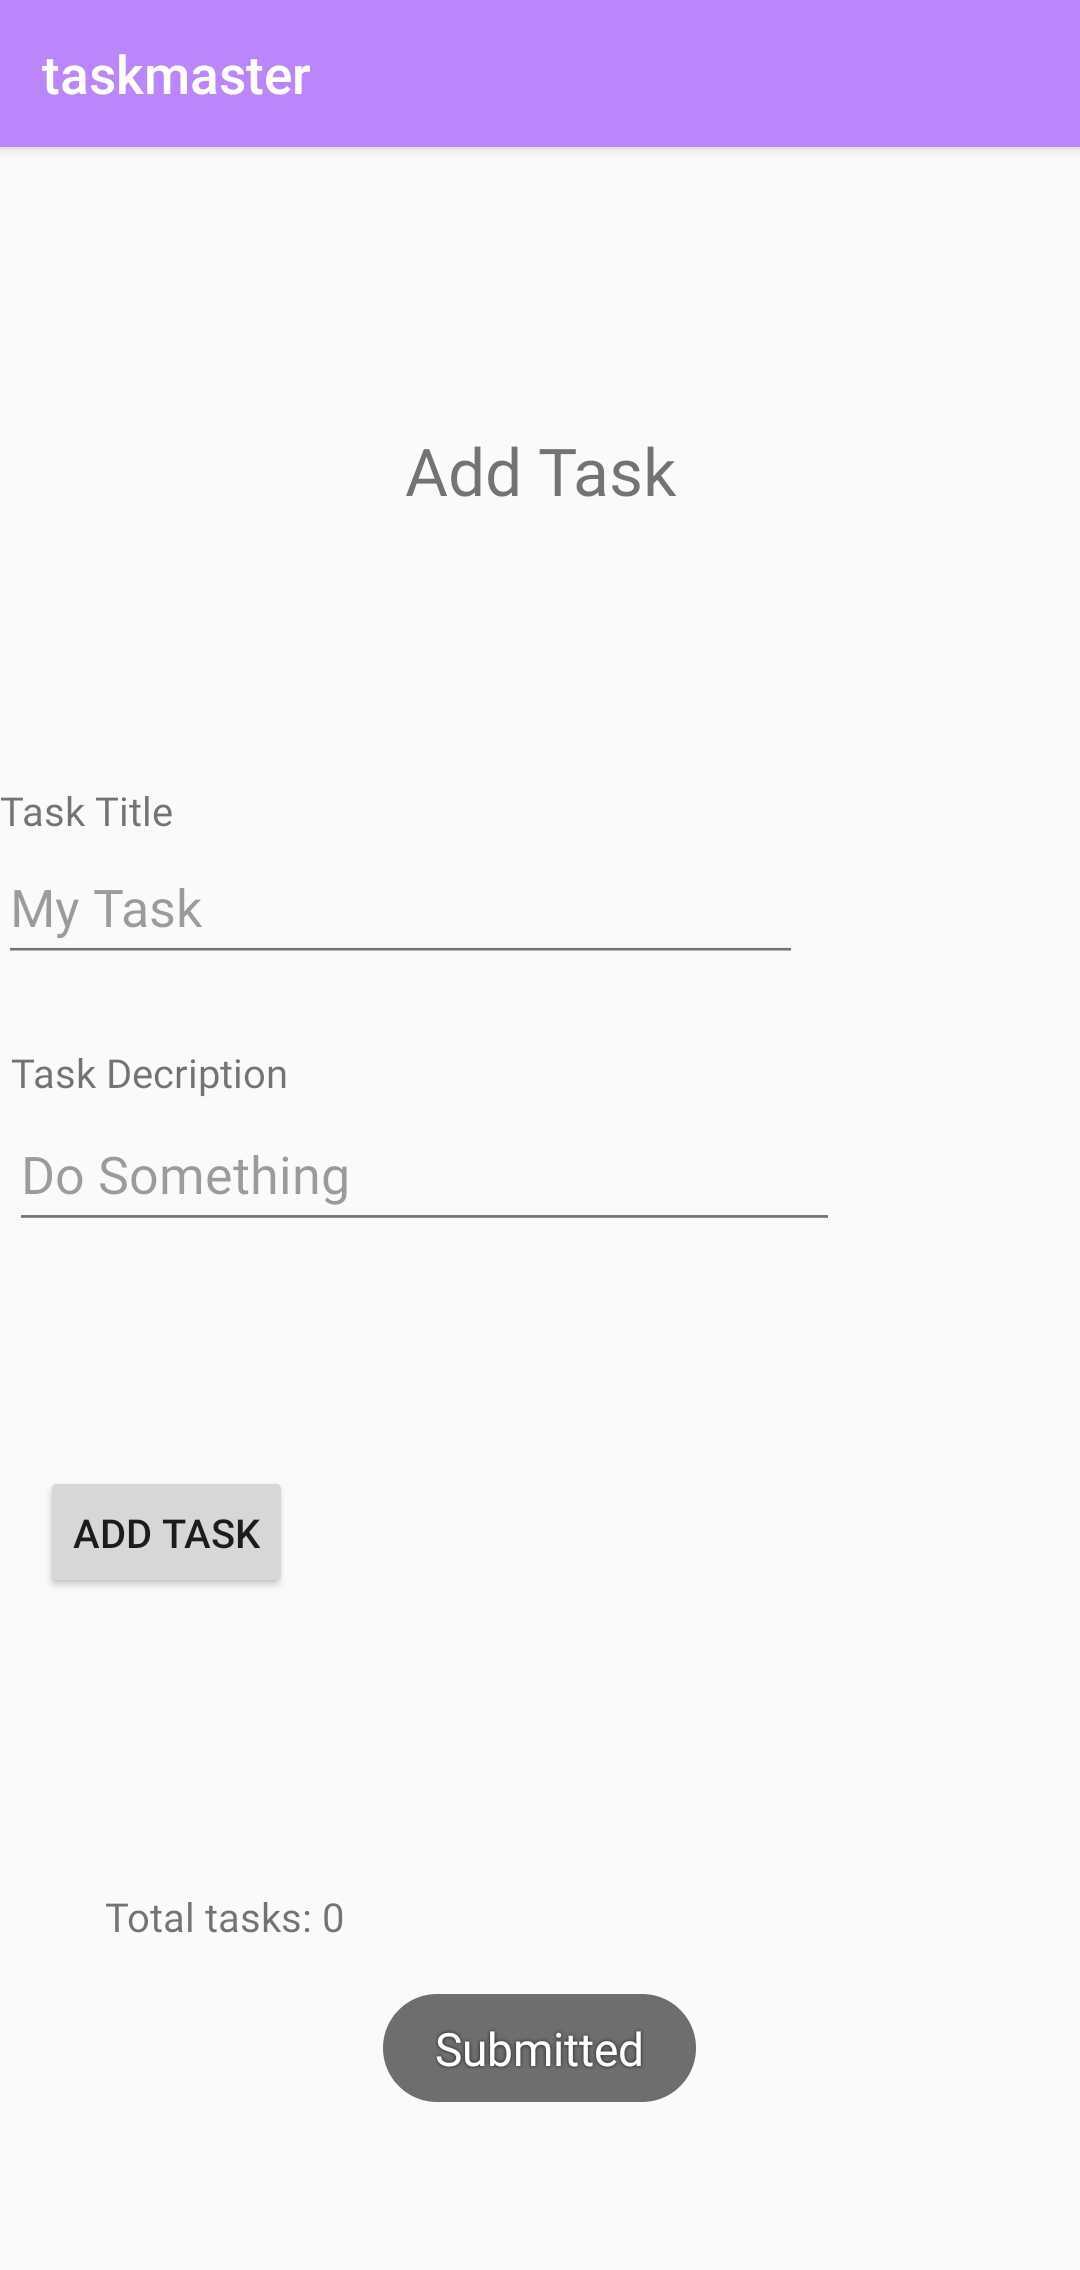 taskmaster
Add Task
Task Title
My Task
Task Decription
Do Something
ADD TASK
Total tasks: 0
Submitted